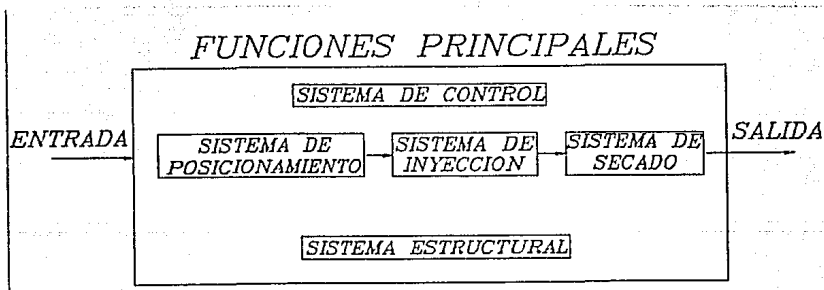 FUNCIONES PRINCIPALES
SISTEMA DE CONTROL
ENTRADA
SISTEMA DE
POSICIONAMIENTO
SISTEMA DE
INYECCION
SISTEMA DE
SECADO
SALIDA
SISTEMA ESTRUCTURAL